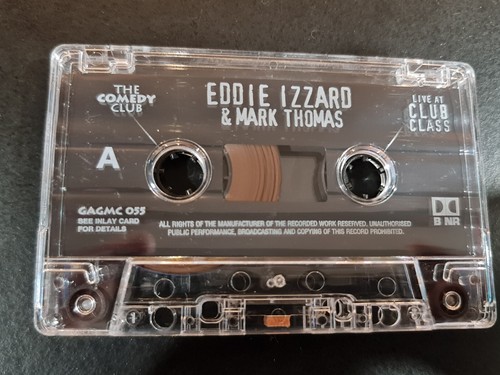 THE
COMEDY
CLUB
EDDIE IZZARD
& MARK THOMAS
LIVE AT
CLUB
CLASS
A
GAGMC 055
SEE INLAY CARD
FOR DETAILS
ALL RIGHTS OF THE MANUFACTURER OF THE RECORDED WORK RESERVED. UNAUTHORISED
PUBLIC PERFORMANCE, BROADCASTING AND COPYING OF THIS RECORD PROHIBITED.
B NR